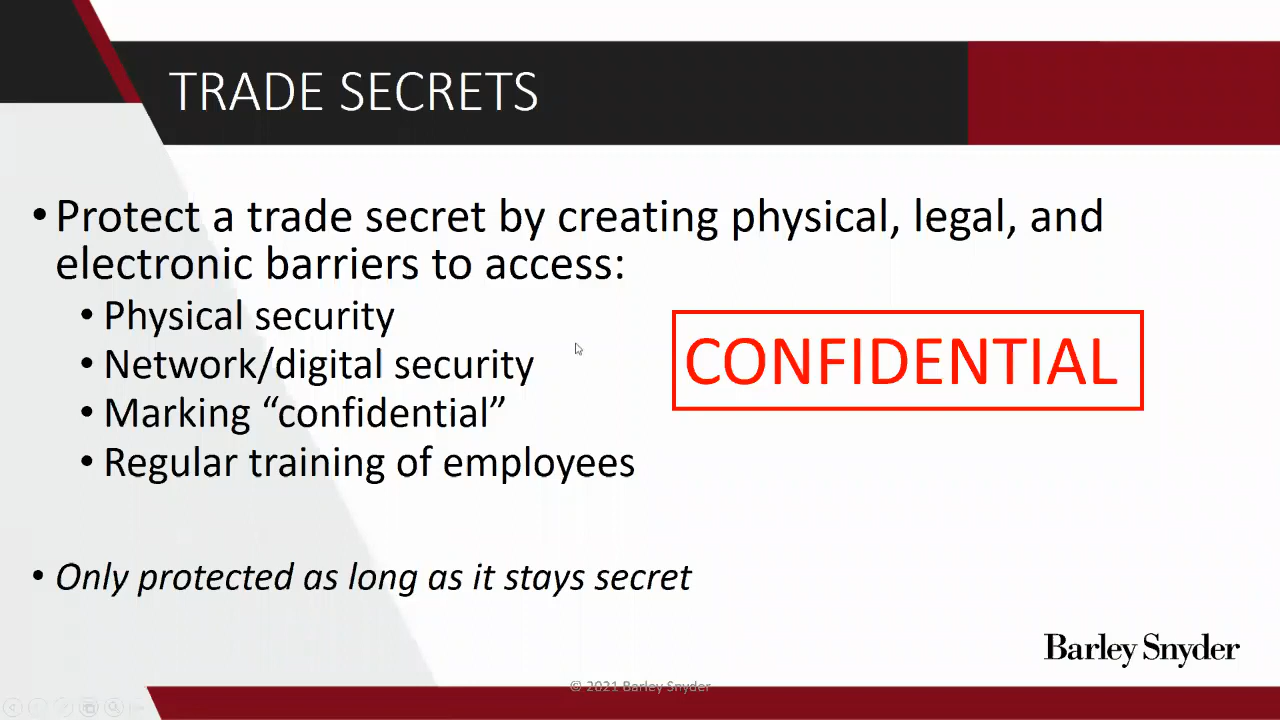 TRADE SECRETS
• Protect a trade secret by creating physical, legal, and
electronic barriers to access:
• Physical security
• Network/digital security
• Marking “confidential”
• Regular training of employees
CONFIDENTIAL
• Only protected as long as it stays secret
Barley Snyder
© 2021 Barley Snyder